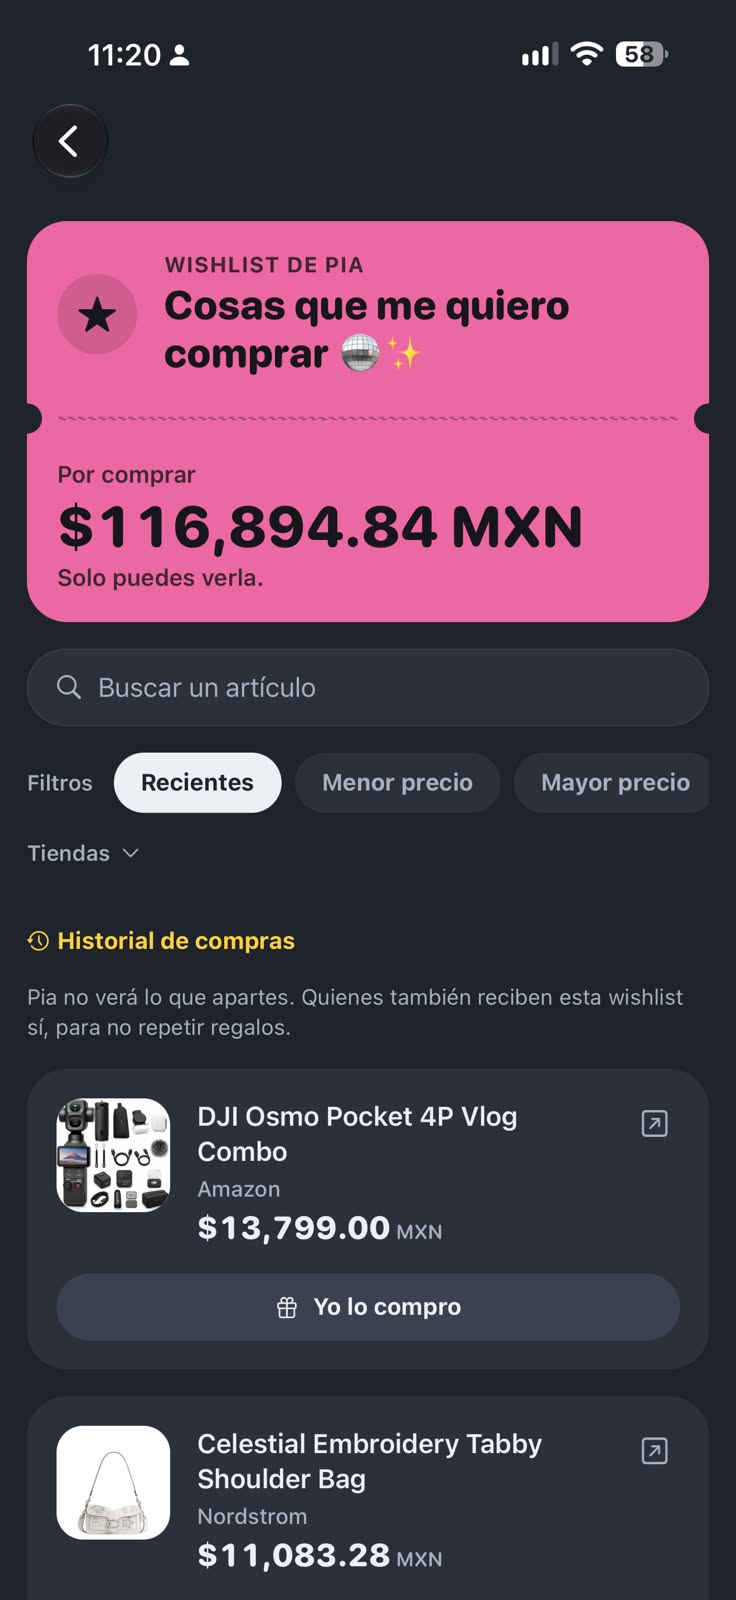 11:20
58
WISHLIST DE PIA
Cosas que me quiero
comprar 🪩✨
Por comprar
$116,894.84 MXN
Solo puedes verla.
Buscar un artículo
Filtros Recientes Menor precio Mayor precio
Tiendas
Historial de compras
Pia no verá lo que apartes. Quienes también reciben esta wishlist
sí, para no repetir regalos.
DJI Osmo Pocket 4P Vlog
Combo
Amazon
$13,799.00 MXN
Yo lo compro
Celestial Embroidery Tabby
Shoulder Bag
Nordstrom
$11,083.28 MXN